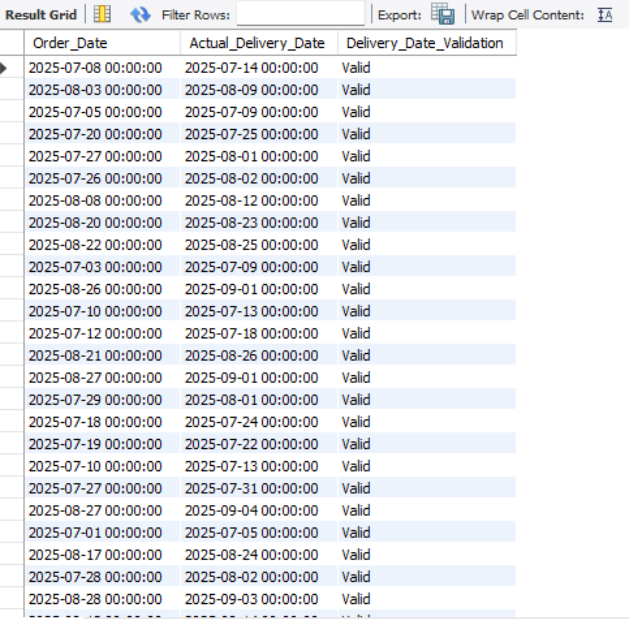 Result Grid Filter Rows: Export: Wrap Cell Content:
Order_Date Actual_Delivery_Date Delivery_Date_Validation
2025-07-08 00:00:00 2025-07-14 00:00:00 Valid
2025-08-03 00:00:00 2025-08-09 00:00:00 Valid
2025-07-05 00:00:00 2025-07-09 00:00:00 Valid
2025-07-20 00:00:00 2025-07-25 00:00:00 Valid
2025-07-27 00:00:00 2025-08-01 00:00:00 Valid
2025-07-26 00:00:00 2025-08-02 00:00:00 Valid
2025-08-08 00:00:00 2025-08-12 00:00:00 Valid
2025-08-20 00:00:00 2025-08-23 00:00:00 Valid
2025-08-22 00:00:00 2025-08-25 00:00:00 Valid
2025-07-03 00:00:00 2025-07-09 00:00:00 Valid
2025-08-26 00:00:00 2025-09-01 00:00:00 Valid
2025-07-10 00:00:00 2025-07-13 00:00:00 Valid
2025-07-12 00:00:00 2025-07-18 00:00:00 Valid
2025-08-21 00:00:00 2025-08-26 00:00:00 Valid
2025-08-27 00:00:00 2025-09-01 00:00:00 Valid
2025-07-29 00:00:00 2025-08-01 00:00:00 Valid
2025-07-18 00:00:00 2025-07-24 00:00:00 Valid
2025-07-19 00:00:00 2025-07-22 00:00:00 Valid
2025-07-10 00:00:00 2025-07-13 00:00:00 Valid
2025-07-27 00:00:00 2025-07-31 00:00:00 Valid
2025-08-27 00:00:00 2025-09-04 00:00:00 Valid
2025-07-01 00:00:00 2025-07-05 00:00:00 Valid
2025-08-17 00:00:00 2025-08-24 00:00:00 Valid
2025-07-28 00:00:00 2025-08-02 00:00:00 Valid
2025-08-28 00:00:00 2025-09-03 00:00:00 Valid